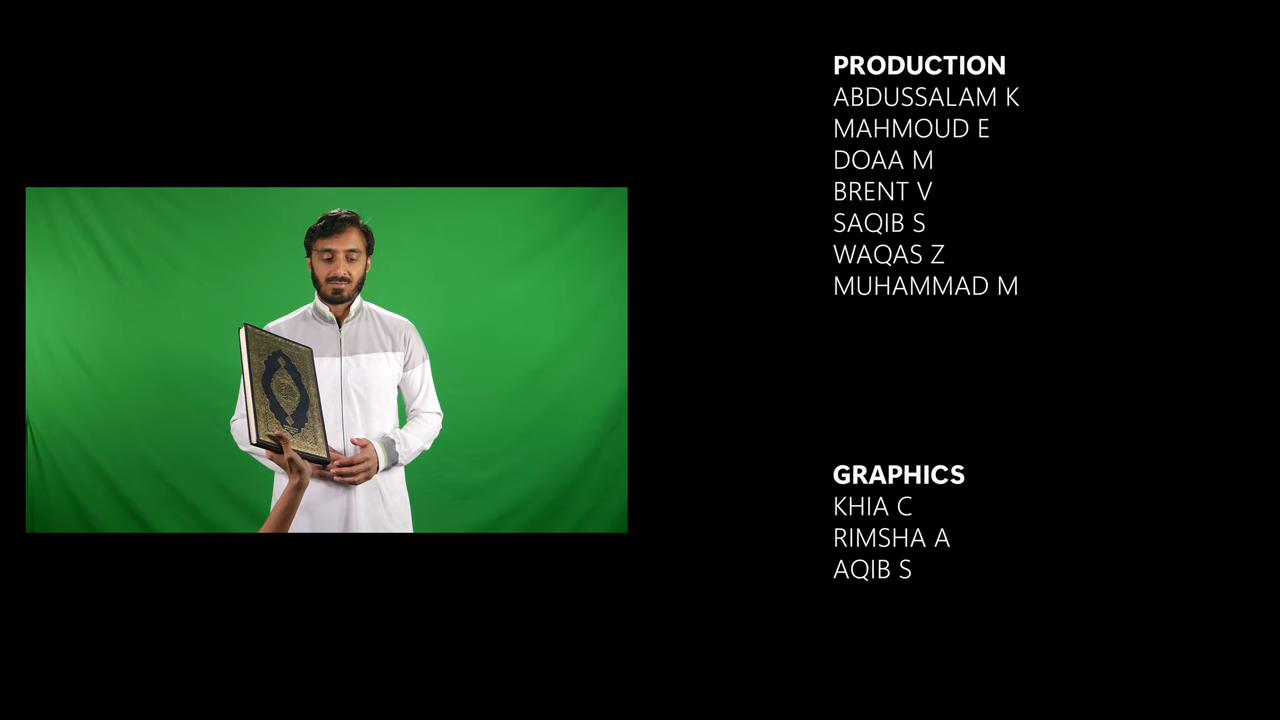 PRODUCTION
ABDUSSALAM K
MAHMOUD E
DOAA M
BRENT V
SAQIB S
WAQAS Z
MUHAMMAD M
GRAPHICS
KHIA C
RIMSHA A
AQIB S